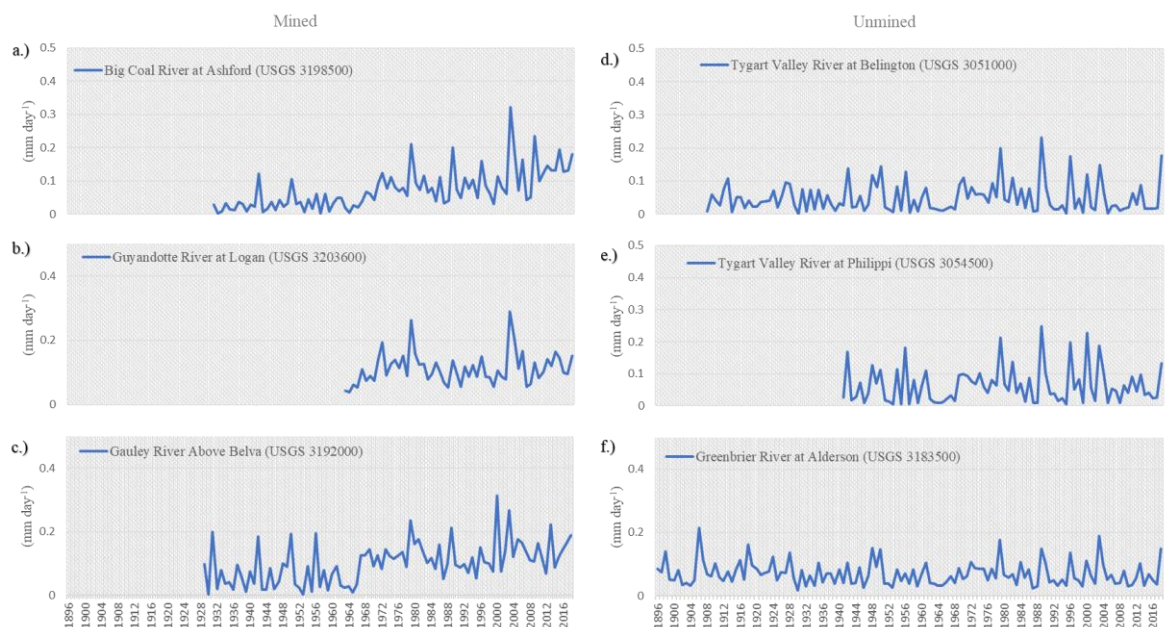 Mined
Unmined
a.)
0.5
0.4
0.3
0.2
0.1
0
(mm day-1)
Big Coal River at Ashford (USGS 3198500)
b.)
0.4
0.2
0
(mm day-1)
Guyandotte River at Logan (USGS 3203600)
c.)
0.4
0.2
0
(mm day-1)
Gauley River Above Belva (USGS 3192000)
1896 1900 1904 1908 1912 1916 1920 1924 1928 1932 1936 1940 1944 1948 1952 1956 1960 1964 1968 1972 1976 1980 1984 1988 1992 1996 2000 2004 2008 2012 2016
d.)
0.5
0.4
0.3
0.2
0.1
0
(mm day-1)
Tygart Valley River at Belington (USGS 3051000)
e.)
0.5
0.4
0.3
0.2
0.1
0
(mm day-1)
Tygart Valley River at Philippi (USGS 3054500)
f.)
0.4
0.2
0
(mm day-1)
Greenbrier River at Alderson (USGS 3183500)
1896 1900 1904 1908 1912 1916 1920 1924 1928 1932 1936 1940 1944 1948 1952 1956 1960 1964 1968 1972 1976 1980 1984 1988 1992 1996 2000 2004 2008 2012 2016